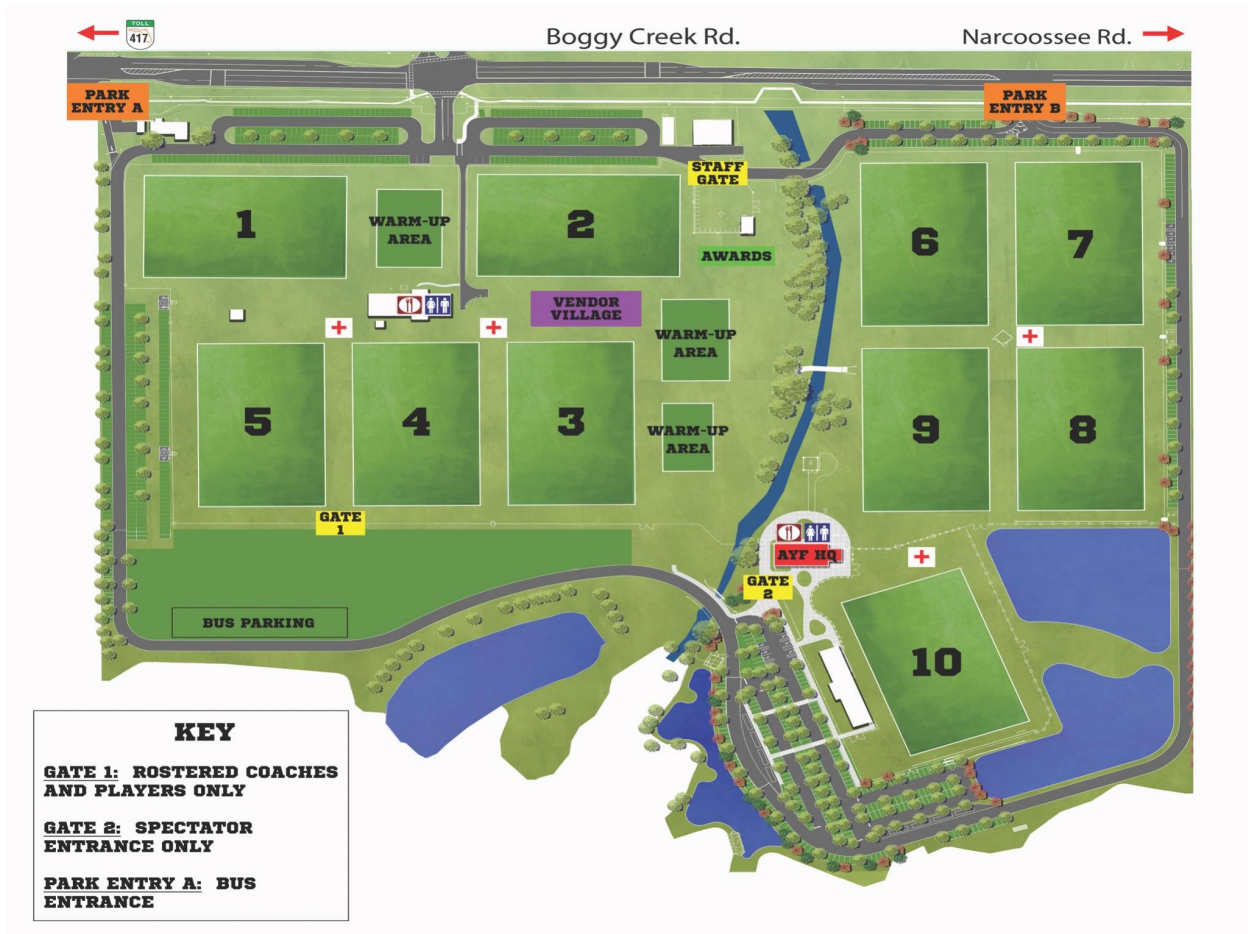 TOLL
417
Boggy Creek Rd.
Narcoossee Rd.
PARK
ENTRY A
PARK
ENTRY B
STAFF
GATE
1
WARM-UP
AREA
2
6
7
AWARDS
VENDOR
VILLAGE
WARM-UP
AREA
5
4
3
9
8
WARM-UP
AREA
GATE
1
AYF HQ
GATE
2
BUS PARKING
10
KEY
GATE 1: ROSTERED COACHES
AND PLAYERS ONLY
GATE 2: SPECTATOR
ENTRANCE ONLY
PARK ENTRY A: BUS
ENTRANCE